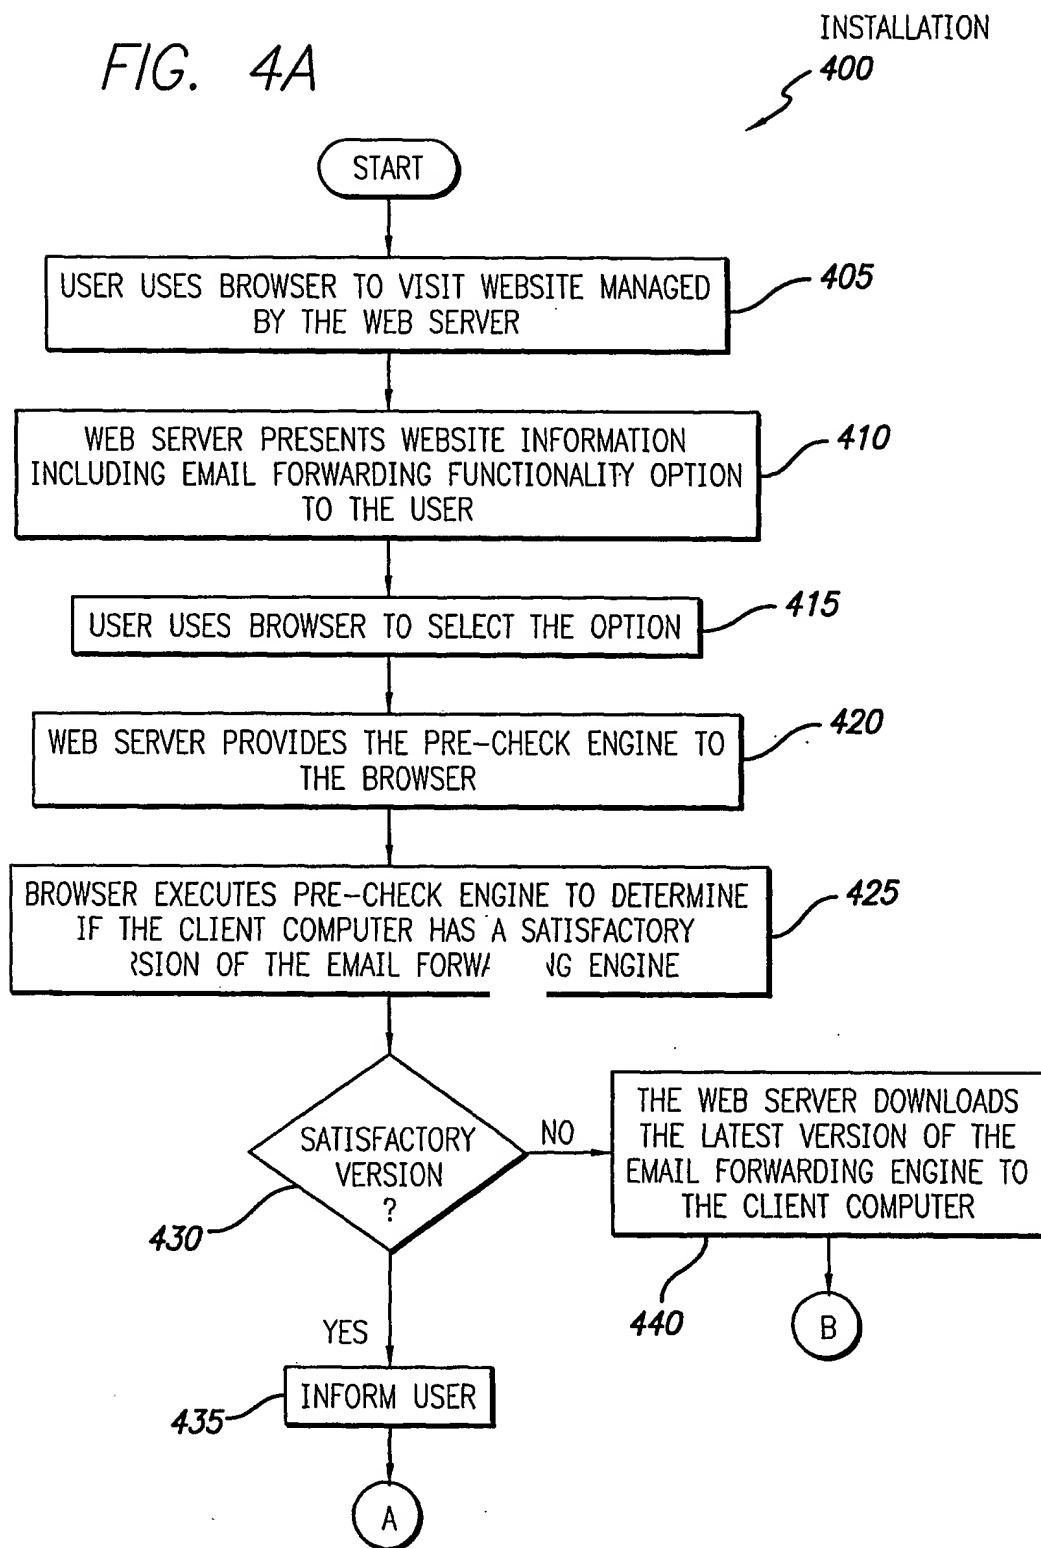 FIG. 4A
INSTALLATION
400
START
USER USES BROWSER TO VISIT WEBSITE MANAGED
BY THE WEB SERVER
405
WEB SERVER PRESENTS WEBSITE INFORMATION
INCLUDING EMAIL FORWARDING FUNCTIONALITY OPTION
TO THE USER
410
USER USES BROWSER TO SELECT THE OPTION
415
WEB SERVER PROVIDES THE PRE-CHECK ENGINE TO
THE BROWSER
420
BROWSER EXECUTES PRE-CHECK ENGINE TO DETERMINE
IF THE CLIENT COMPUTER HAS A SATISFACTORY
OF THE EMAIL ENGINE
425
SATISFACTORY
VERSION
?
430
NO
THE WEB SERVER DOWNLOADS
THE LATEST VERSION OF THE
EMAIL FORWARDING ENGINE TO
THE CLIENT COMPUTER
440
B
YES
INFORM USER
435
A